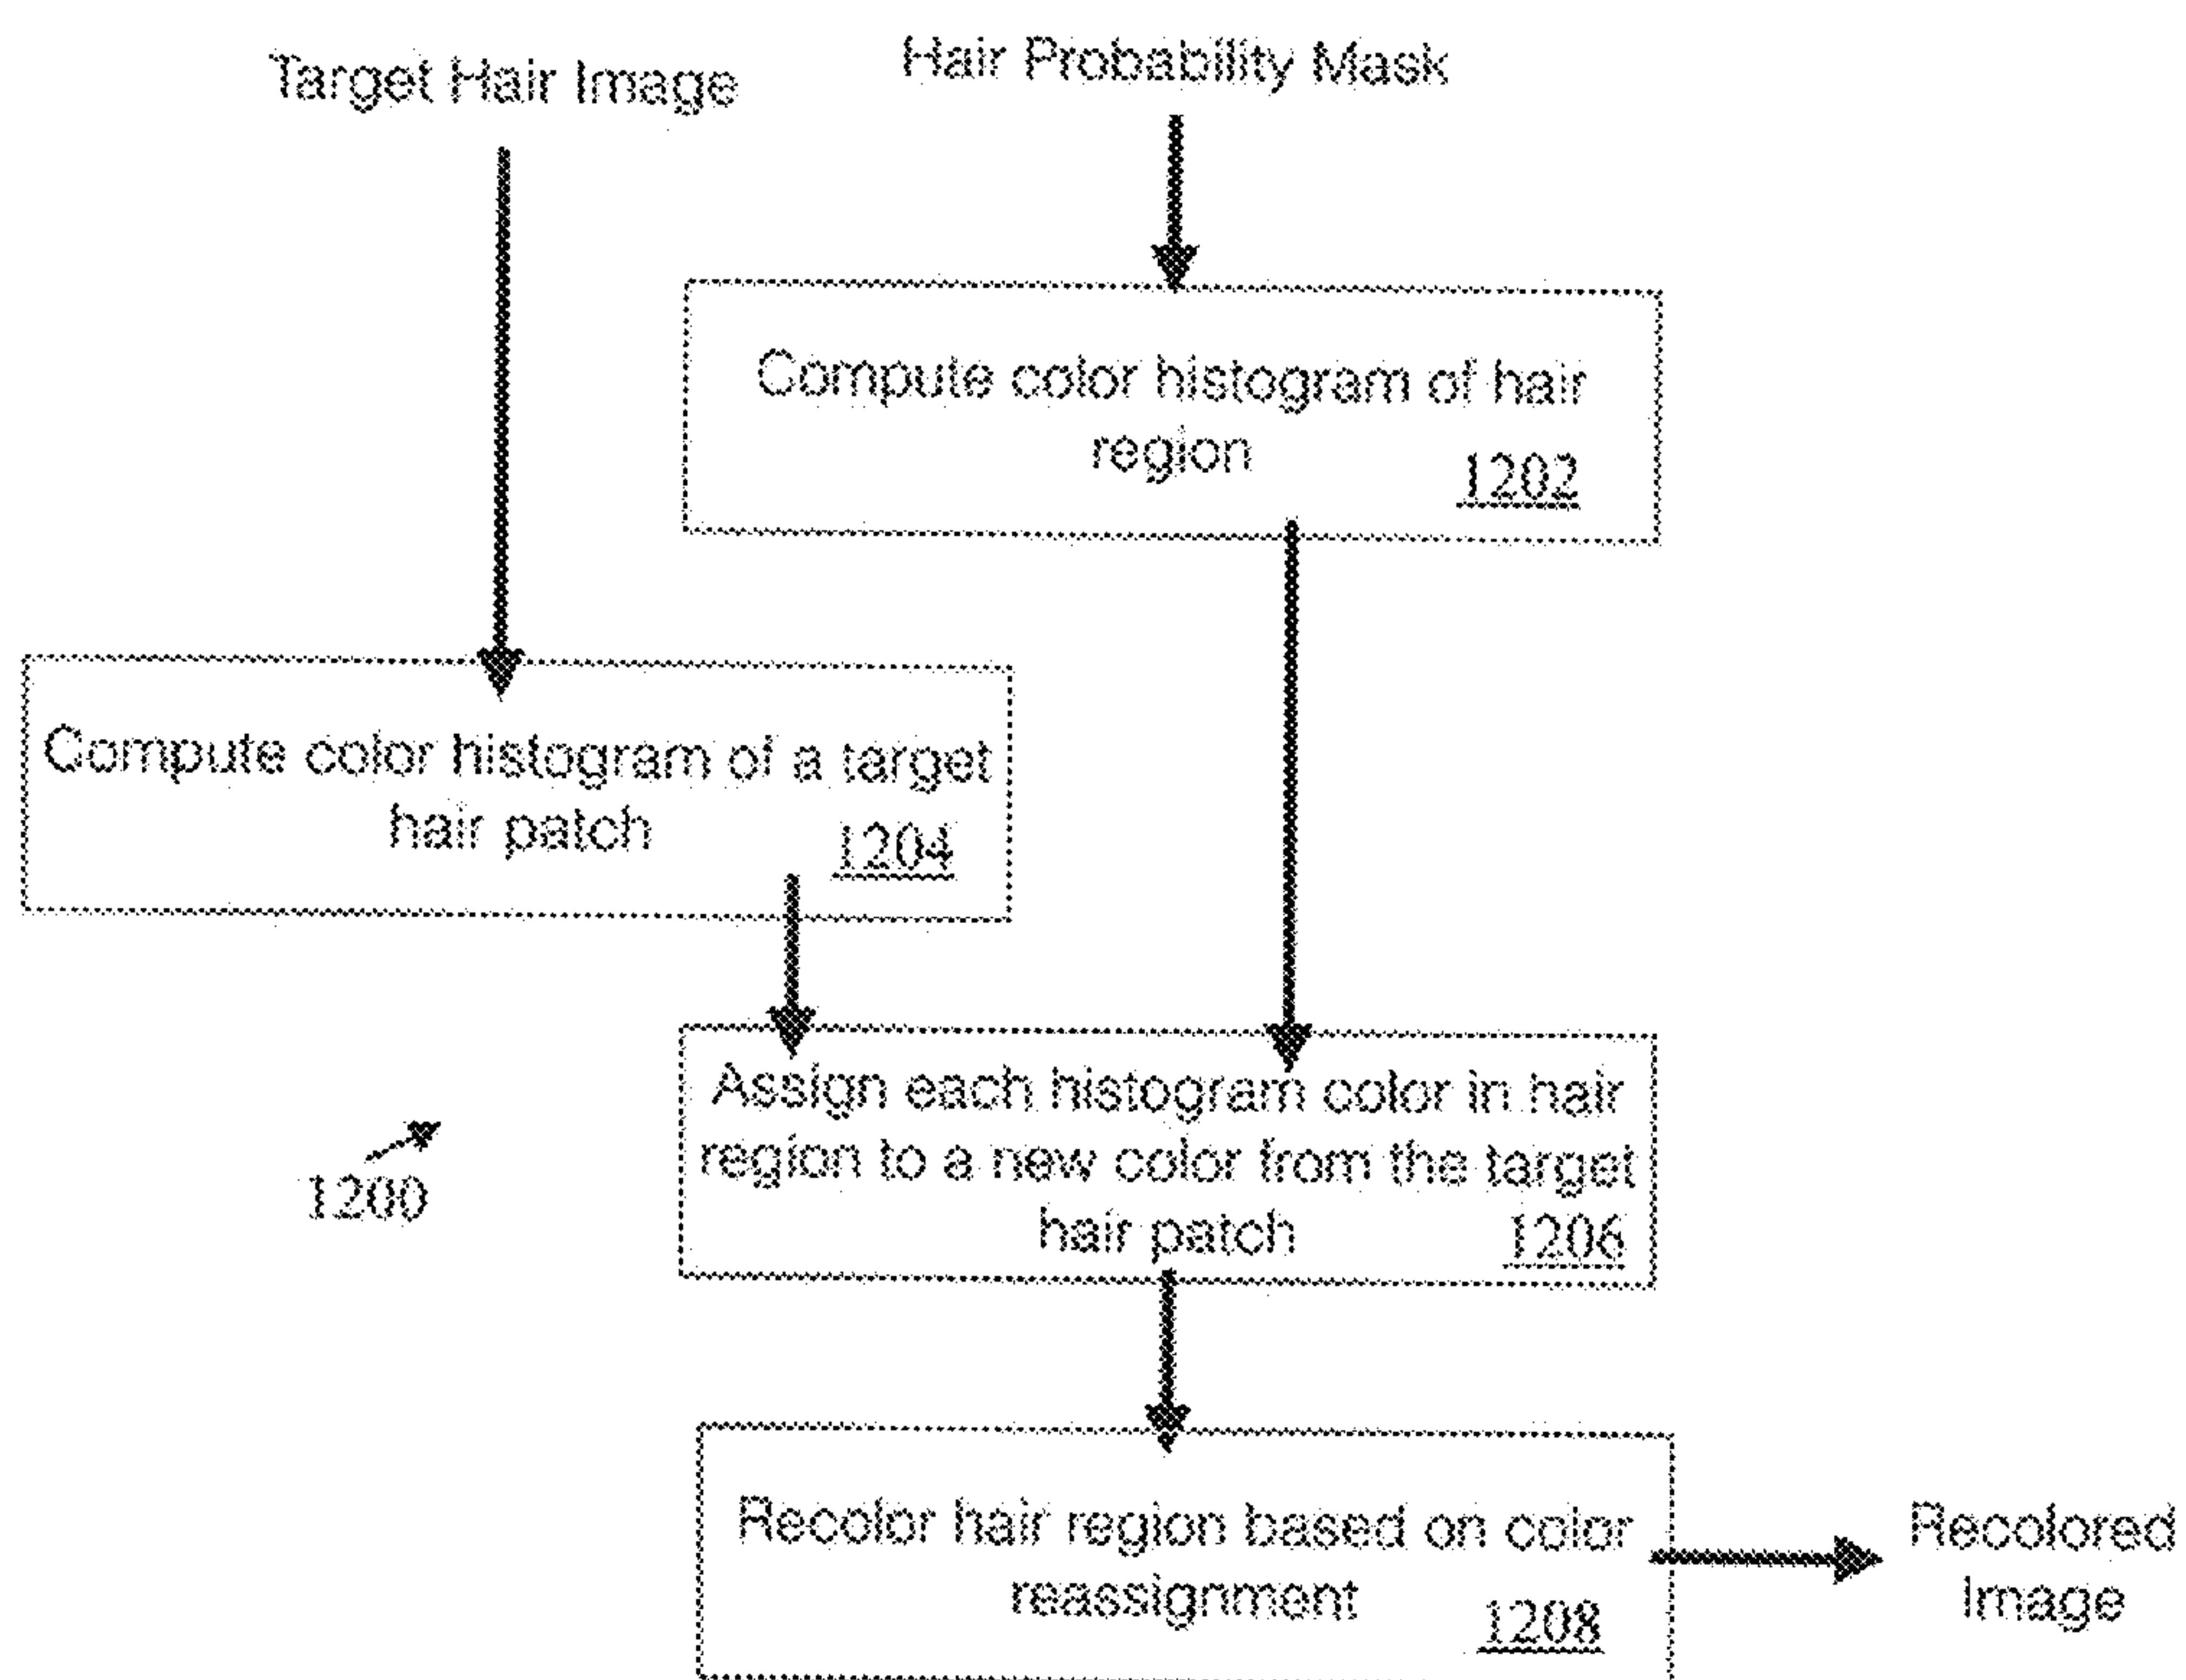 Target Hair Image
Hair Probability Mask
Compute color histogram of hair
region
1202
Compute color histogram of a target
hair patch
1204
Assign each histogram color in hair
region to a new color from the target
hair patch
1206
1200
Recolor hair region based on color
reassignment
1208
Recolored
Image